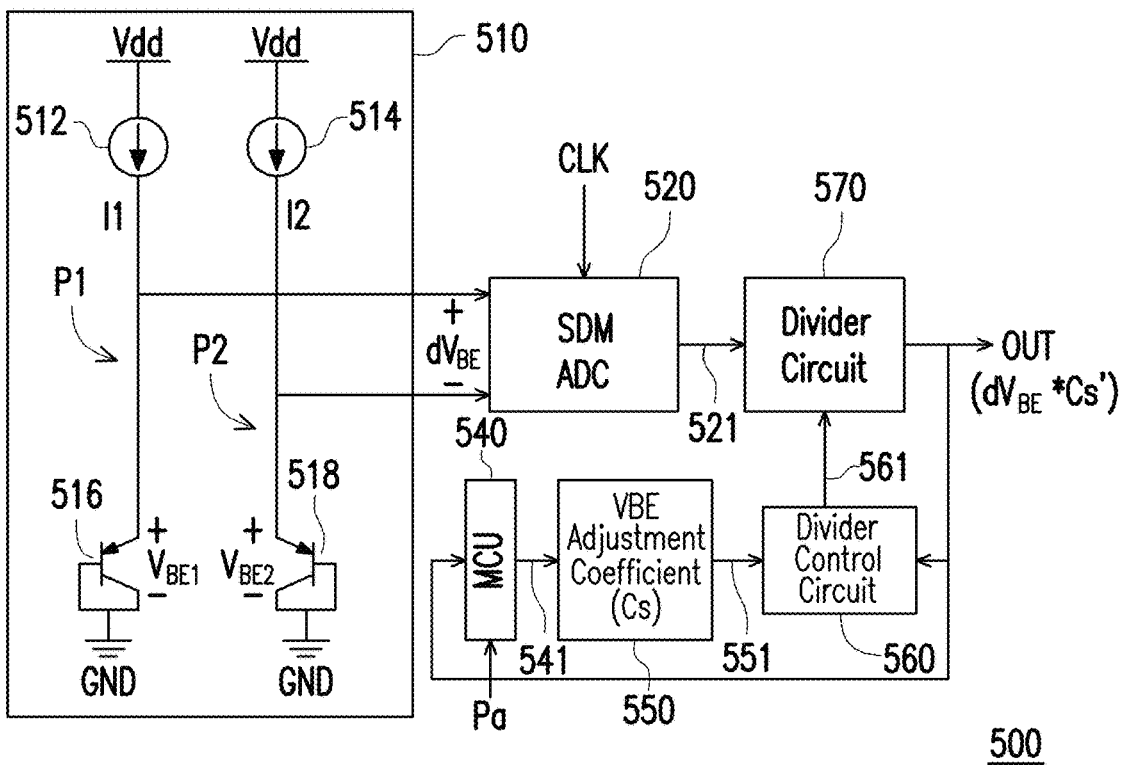 Vdd
Vdd
510
512
514
CLK
I1
I2
520
570
P1
P2
+
dVBE
-
SDM
ADC
Divider
Circuit
OUT
(dVBE *Cs')
521
540
561
516
518
+
VBE1
-
+
VBE2
-
GND
GND
MCU
541
VBE
Adjustment
Coefficient
(Cs)
551
Divider
Control
Circuit
560
Pa
550
500